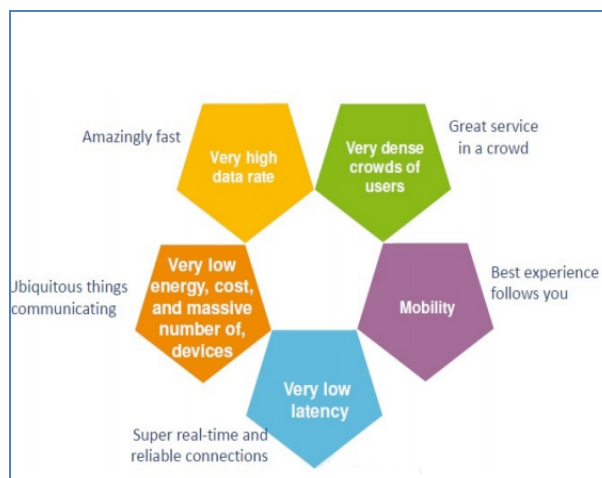 Amazingly fast
Very high
data rate
Very dense
crowds of
users
Great service
in a crowd
Ubiquitous things
communicating
Very low
energy, cost,
and massive
number of,
devices
Mobility
Best experience
follows you
Very low
latency
Super real-time and
reliable connections